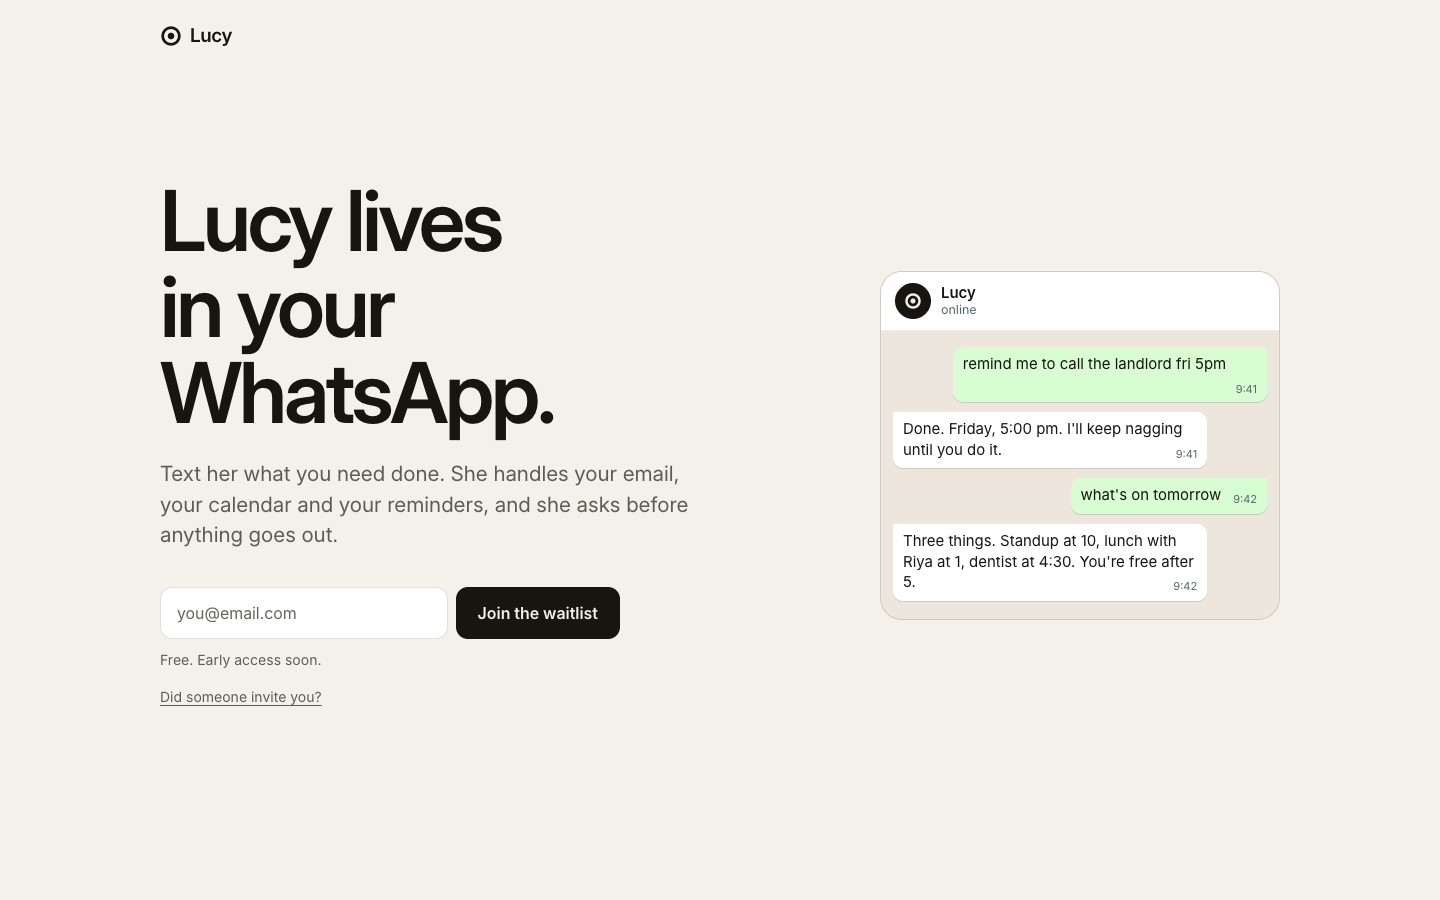 Lucy
Lucy lives
in your
WhatsApp.
Text her what you need done. She handles your email,
your calendar and your reminders, and she asks before
anything goes out.
you@email.com
Join the waitlist
Free. Early access soon.
Did someone invite you?
Lucy
online
remind me to call the landlord fri 5pm
9:41
Done. Friday, 5:00 pm. I'll keep nagging
until you do it.
9:41
what's on tomorrow
9:42
Three things. Standup at 10, lunch with
Riya at 1, dentist at 4:30. You're free after
5.
9:42